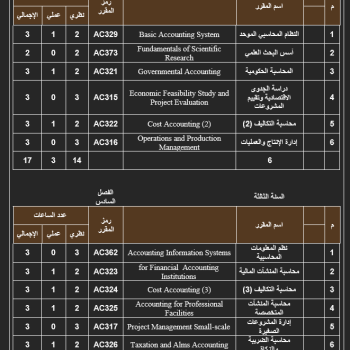 م اسم المقرر رمز المقرر نظري عملي الإجمالي
1 النظام المحاسبي الموحد Basic Accounting System AC329 2 1 3
2 أسس البحث العلمي Fundamentals of Scientific Research AC373 2 0 2
3 المحاسبة الحكومية Governmental Accounting AC321 2 1 3
4 دراسة الجدوى الاقتصادية وتقييم المشروعات Economic Feasibility Study and Project Evaluation AC315 3 0 3
5 محاسبة التكاليف (2) Cost Accounting (2) AC322 2 1 3
6 إدارة الإنتاج والعمليات Operations and Production Management AC316 3 0 3
6 14 3 17
السنة الثالثة الفصل السادس
م اسم المقرر رمز المقرر عدد الساعات
نظري عملي الإجمالي
1 نظم المعلومات المحاسبية Accounting Information Systems AC362 3 0 3
2 محاسبة المنشآت المالية for Financial Accounting Institutions AC323 2 1 3
3 محاسبة التكاليف (3) Cost Accounting (3) AC324 2 1 3
4 محاسبة المنشآت المتخصصة Accounting for Professional Facilities AC325 2 1 3
5 إدارة المشروعات الصغيرة Project Management Small-scale AC317 3 0 3
6 محاسبة الضريبة والزكاة Taxation and Alms Accounting AC326 2 1 3